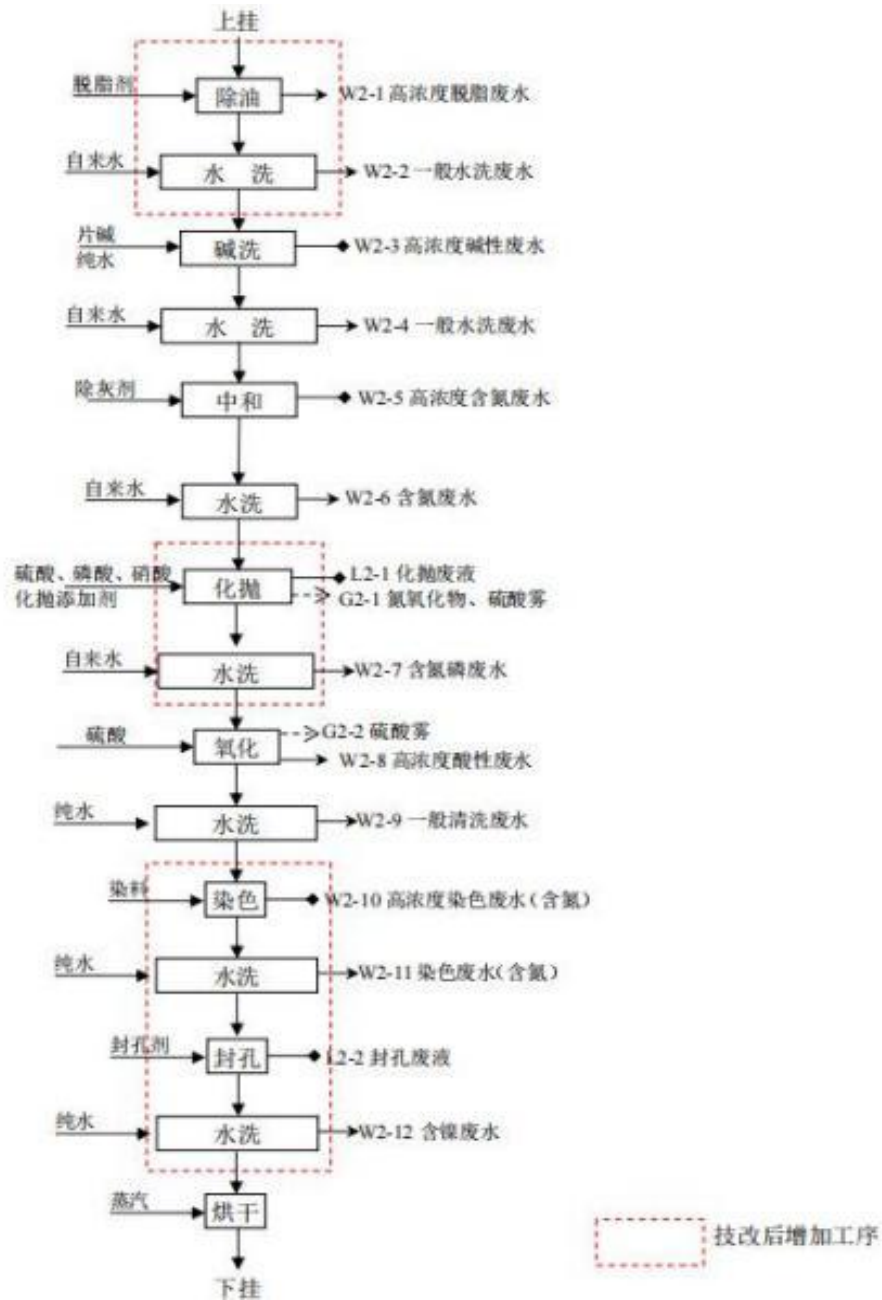 上挂
脱脂剂
除油
W2-1 高浓度脱脂废水
自来水
水 洗
W2-2 一般水洗废水
片碱
纯水
碱洗
W2-3 高浓度碱性废水
自来水
水 洗
W2-4 一般水洗废水
除灰剂
中和
W2-5 高浓度含氮废水
自来水
水洗
W2-6 含氮废水
硫酸、磷酸、硝酸
化抛添加剂
化抛
L2-1 化抛废液
G2-1 氮氧化物、硫酸雾
自来水
水洗
W2-7 含氮磷废水
硫酸
氧化
G2-2 硫酸雾
W2-8 高浓度酸性废水
纯水
水洗
W2-9 一般清洗废水
染料
染色
W2-10 高浓度染色废水（含氮）
纯水
水洗
W2-11 染色废水（含氮）
封孔剂
封孔
L2-2 封孔废液
纯水
水洗
W2-12 含镍废水
蒸汽
烘干
下挂
技改后增加工序